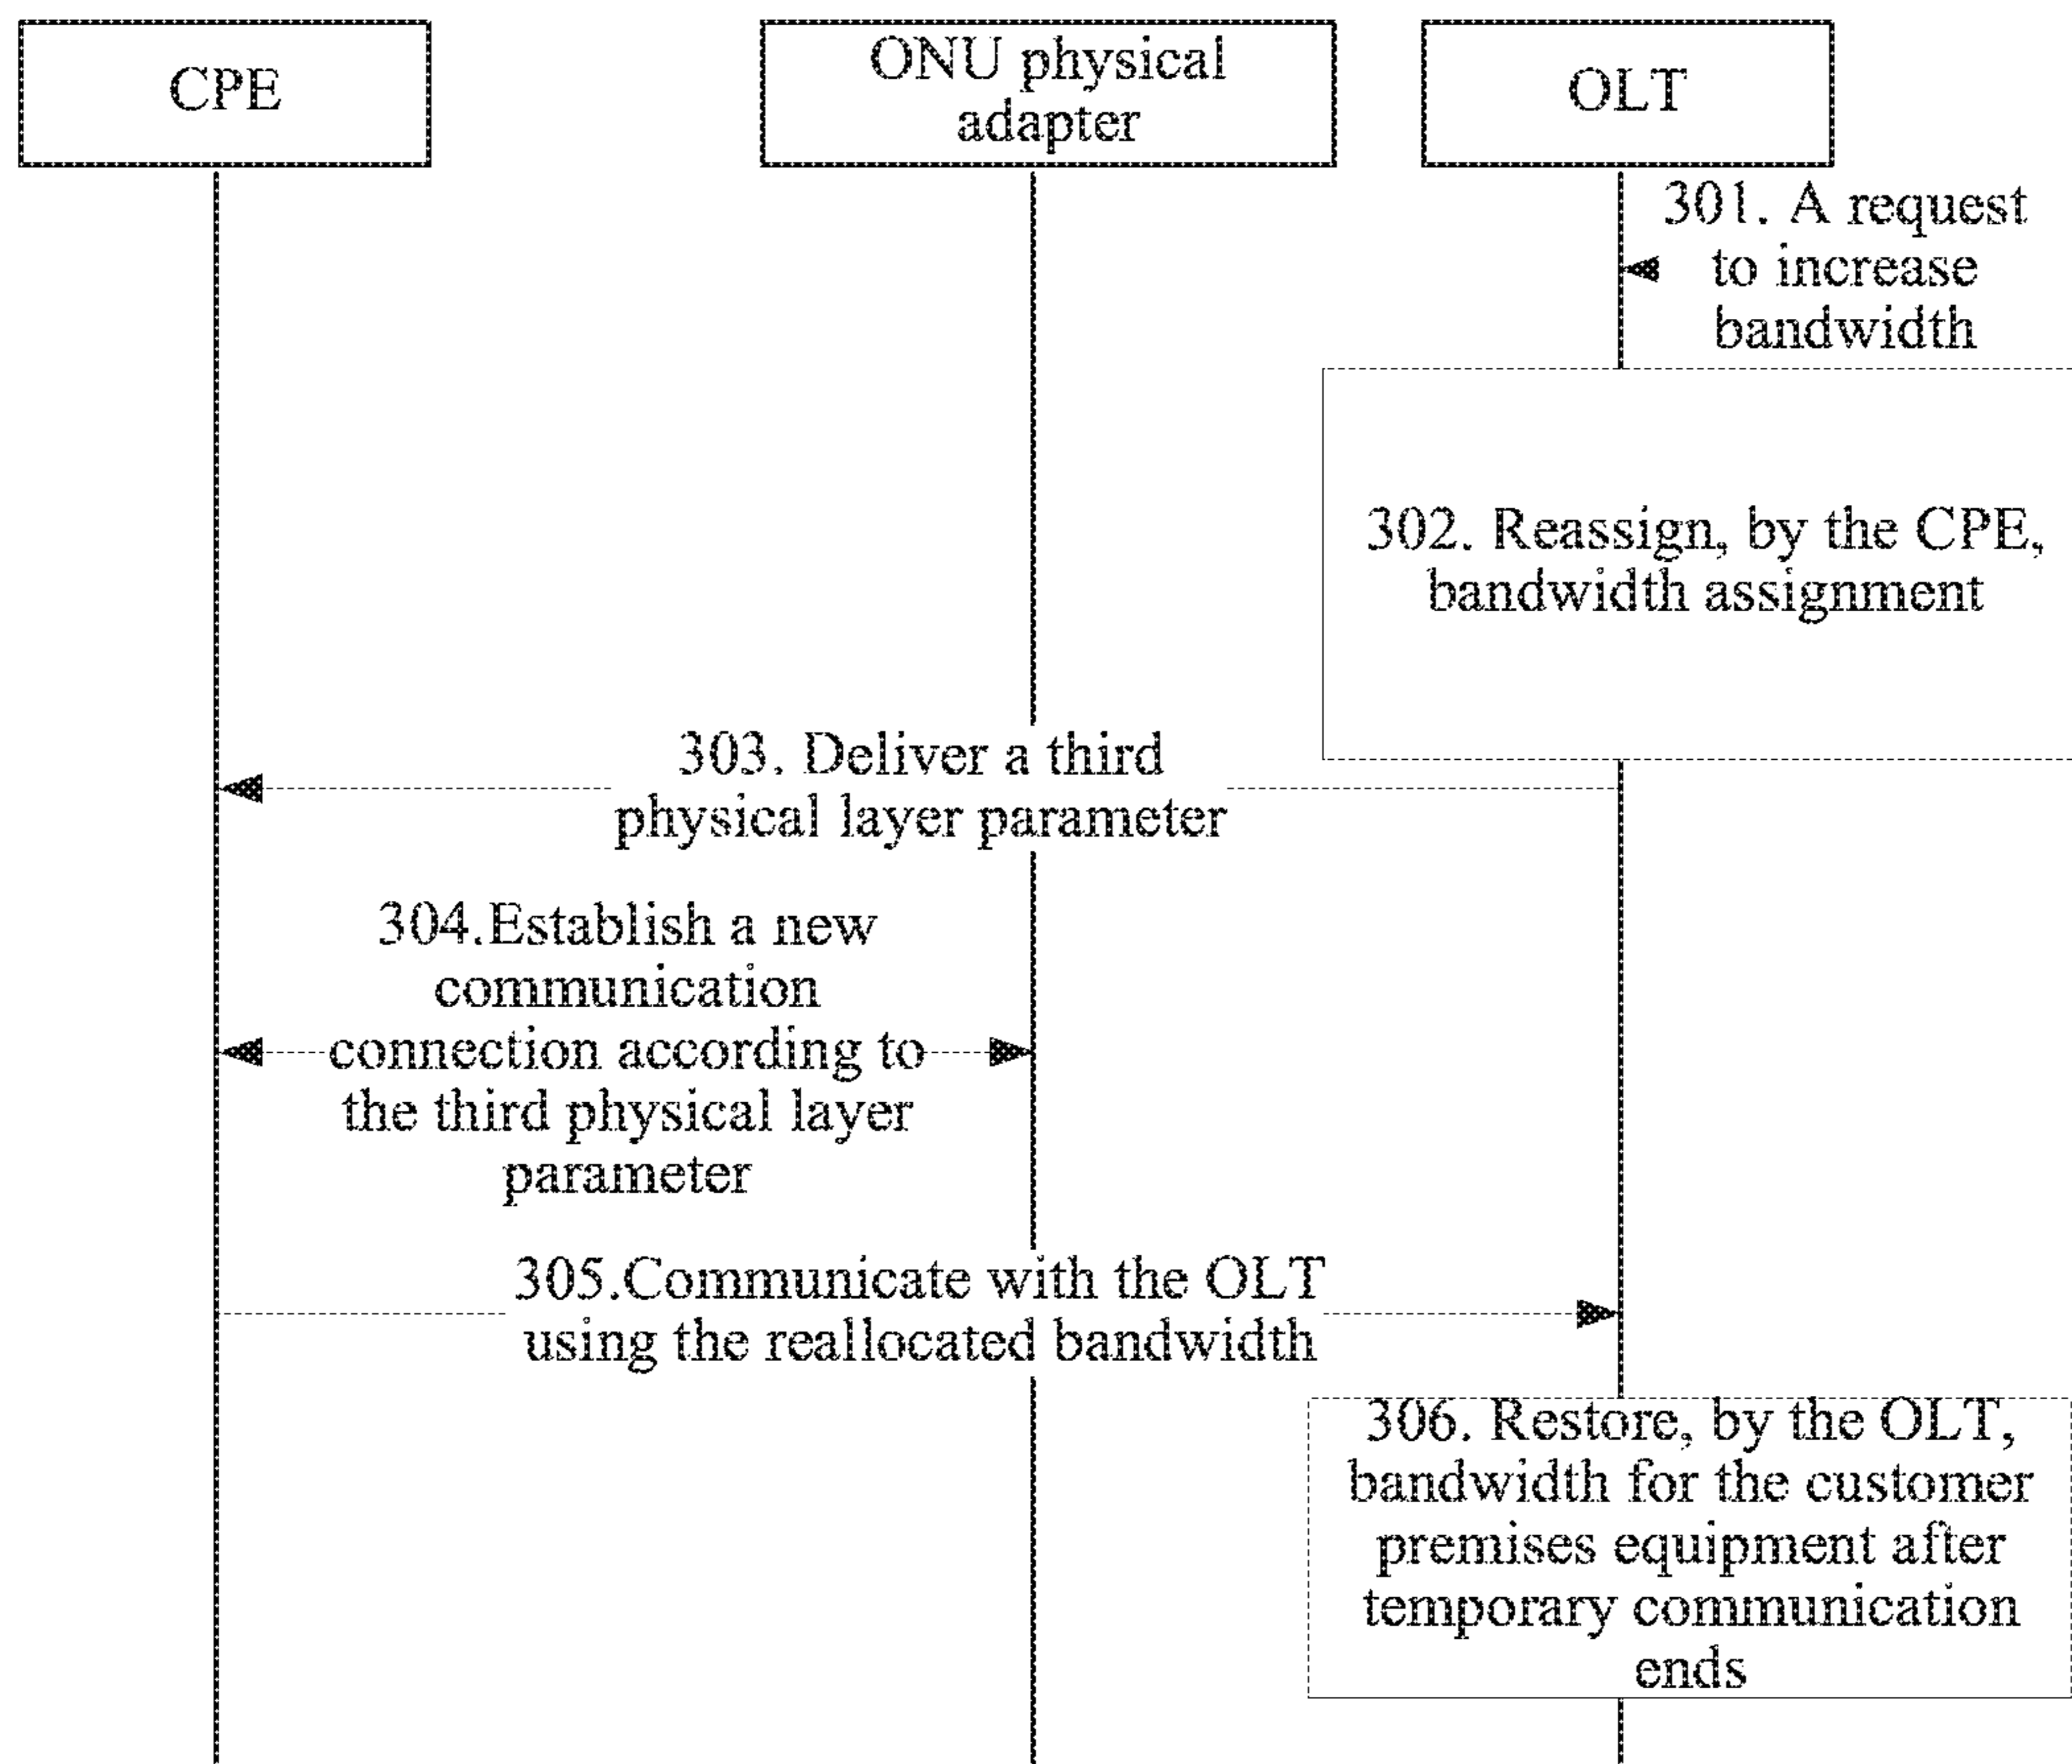 CPE
ONU physical
adapter
OLT
301. A request
to increase
bandwidth
302. Reassign, by the CPE,
bandwidth assignment
303. Deliver a third
physical layer parameter
304.Establish a new
communication
connection according to
the third physical layer
parameter
305.Communicate with the OLT
using the reallocated bandwidth
306. Restore, by the OLT,
bandwidth for the customer
premises equipment after
temporary communication
ends